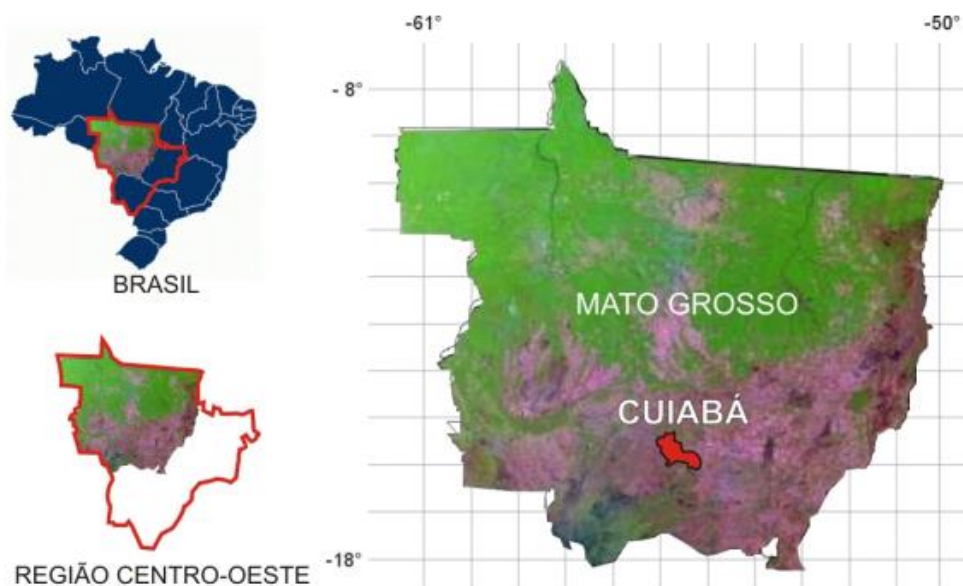 -61°
-50°
- 8°
BRASIL
MATO GROSSO
CUIABÁ
REGIÃO CENTRO-OESTE
-18°